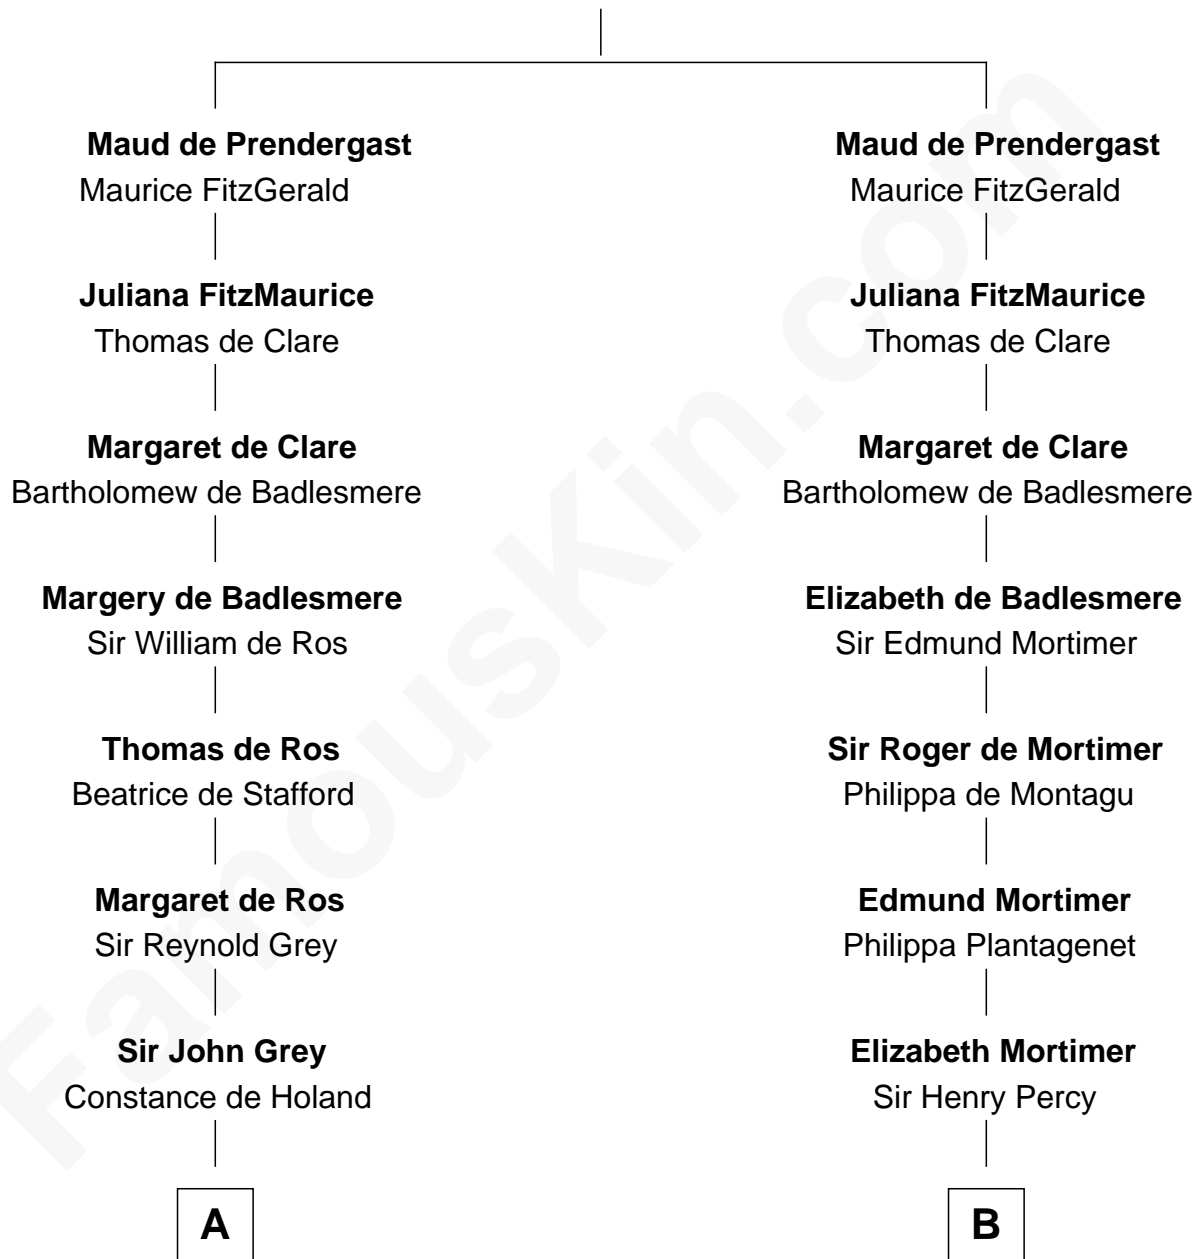 Maud de Prendergast
Maurice FitzGerald
Juliana FitzMaurice
Thomas de Clare
Margaret de Clare
Bartholomew de Badlesmere
Margery de Badlesmere
Sir William de Ros
Thomas de Ros
Beatrice de Stafford
Margaret de Ros
Sir Reynold Grey
Sir John Grey
Constance de Holand
A
Maud de Prendergast
Maurice FitzGerald
Juliana FitzMaurice
Thomas de Clare
Margaret de Clare
Bartholomew de Badlesmere
Elizabeth de Badlesmere
Sir Edmund Mortimer
Sir Roger de Mortimer
Philippa de Montagu
Edmund Mortimer
Philippa Plantagenet
Elizabeth Mortimer
Sir Henry Percy
B
FamousKin.com